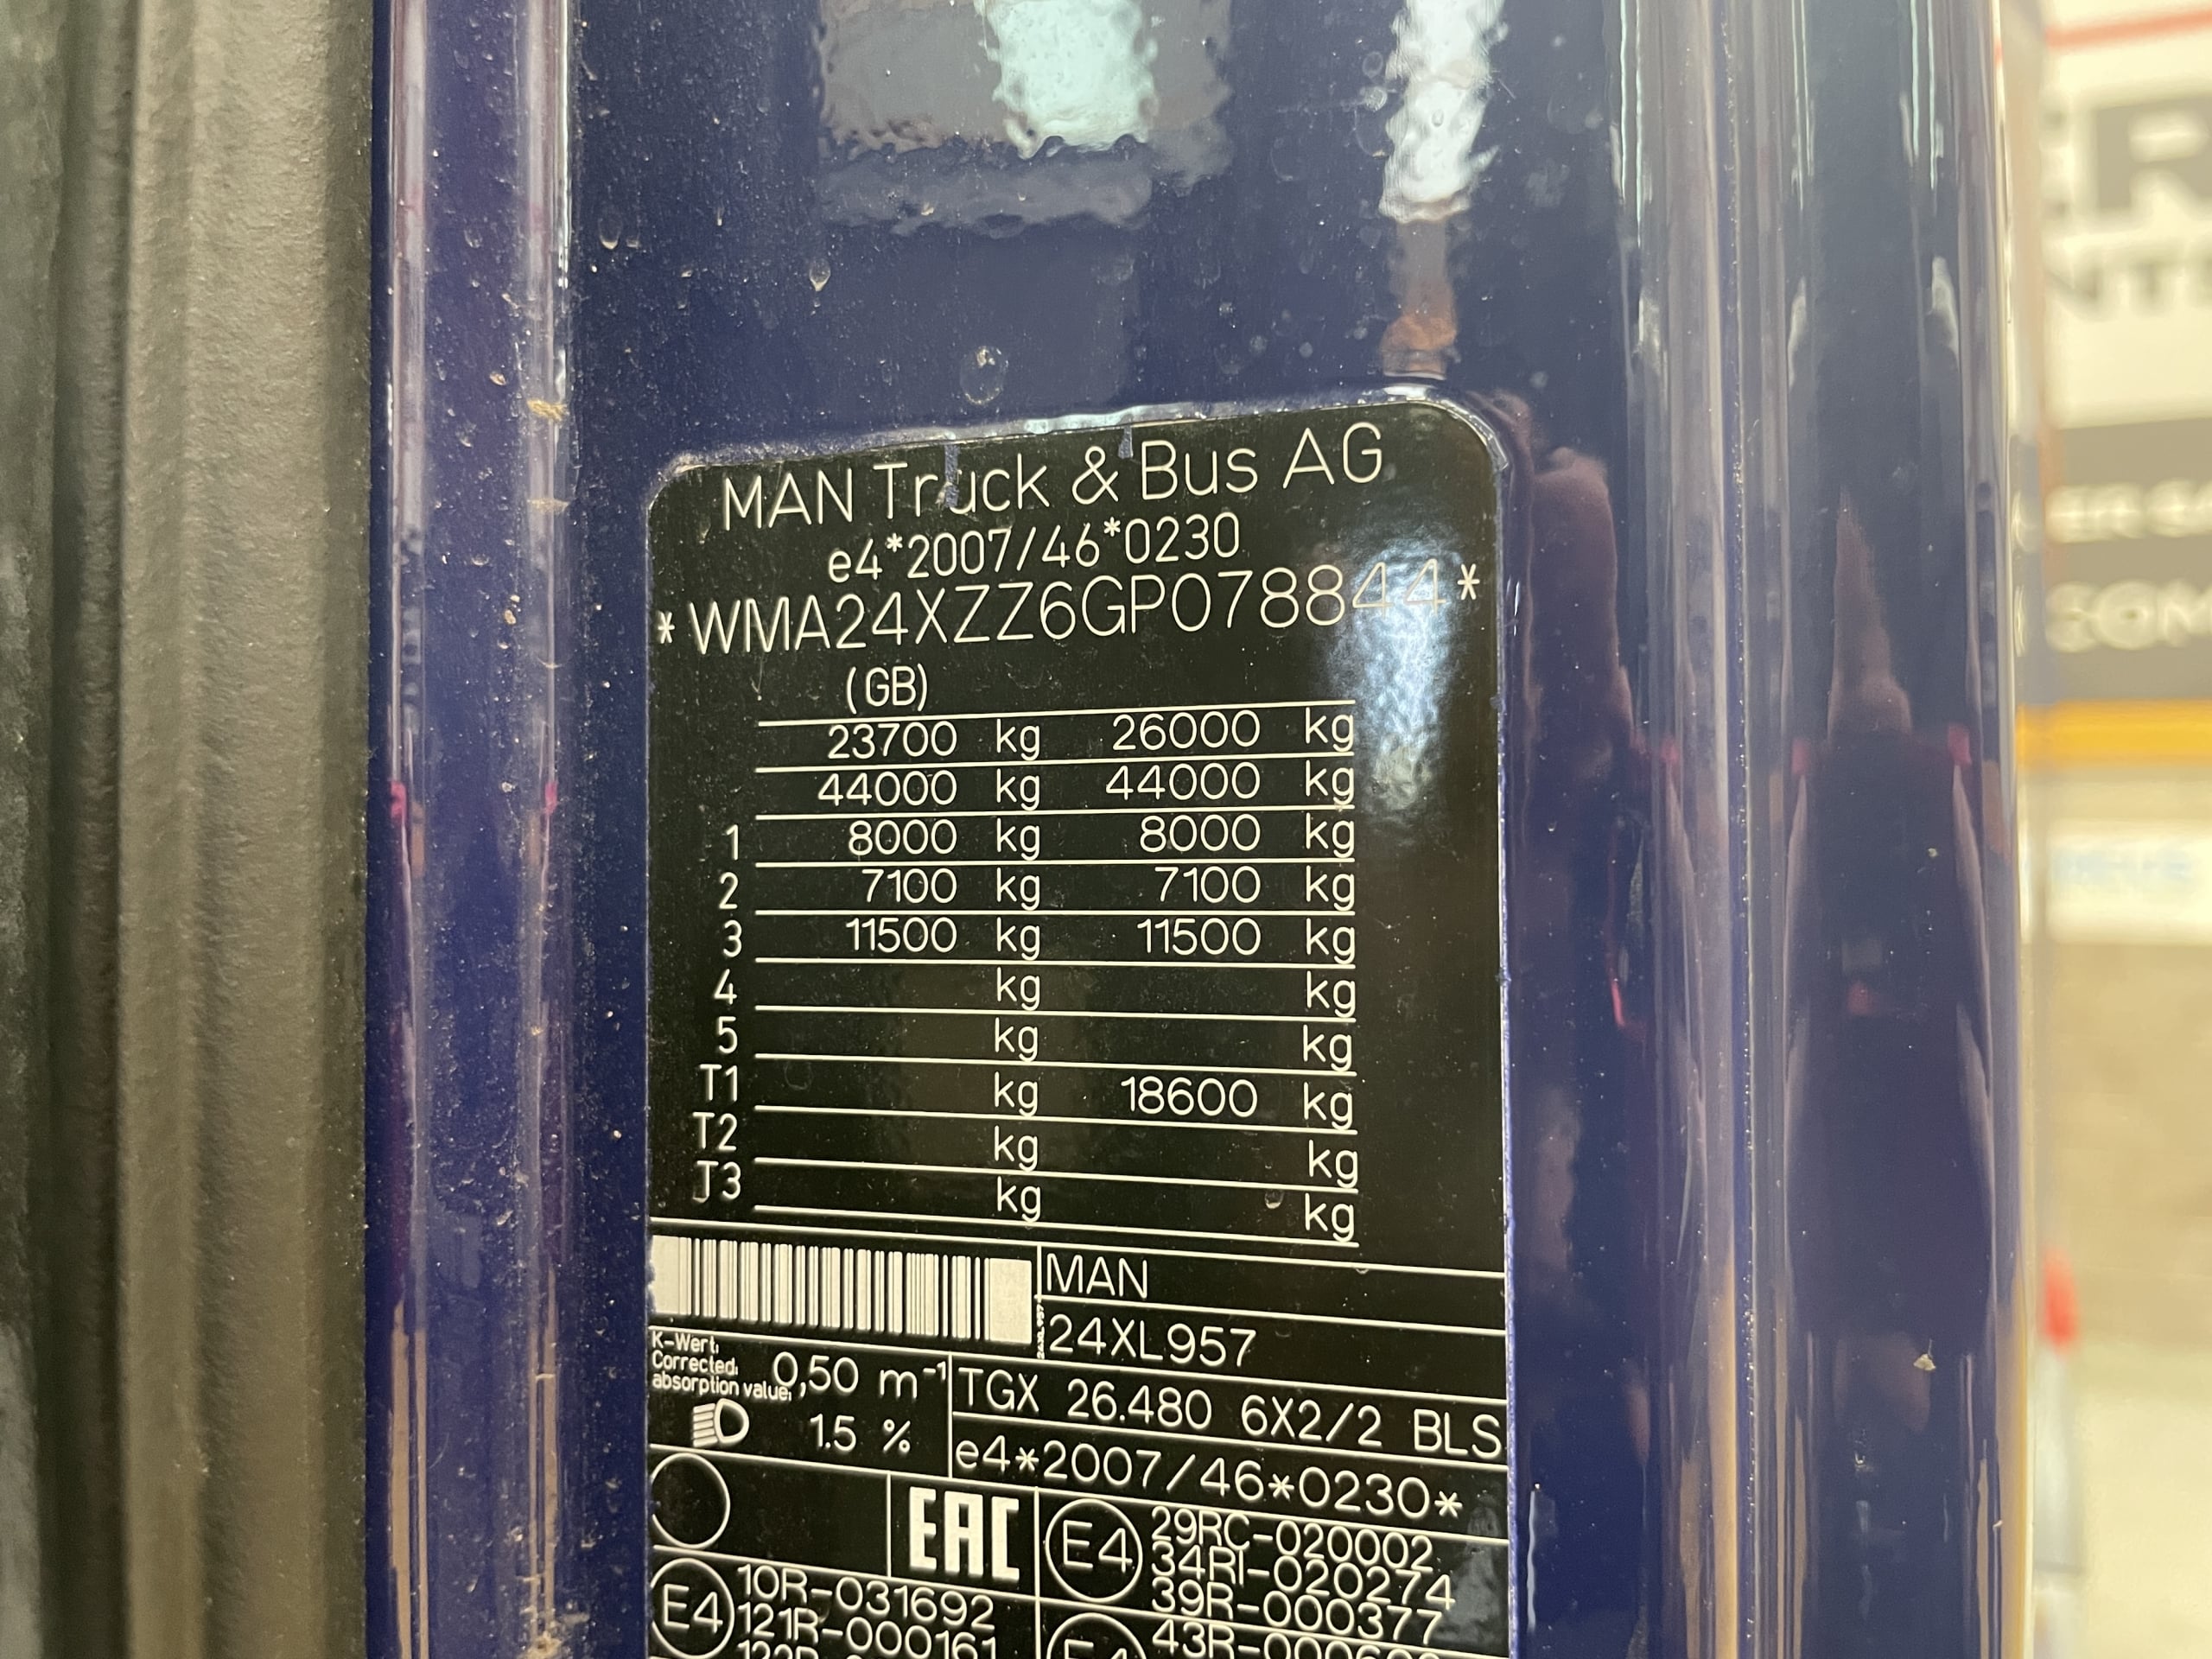 MAN Truck & Bus AG
e4*2007/46*0230
*WMA24XZZ6GP078844*
(GB)
23700 kg 26000 kg
44000 kg 44000 kg
1 8000 kg 8000 kg
2 7100 kg 7100 kg
3 11500 kg 11500 kg
4 kg kg
5 kg kg
T1 kg 18600 kg
T2 kg kg
T3 kg kg
MAN
24XL957
K-Wert:
Corrected
absorption value: 0,50 m-1
TGX 26.480 6X2/2 BLS
1.5 %
e4*2007/46*0230*
EAC
E4
29RC-020002
34RI-020274
39R-000377
E4
10R-031692
121R-000161